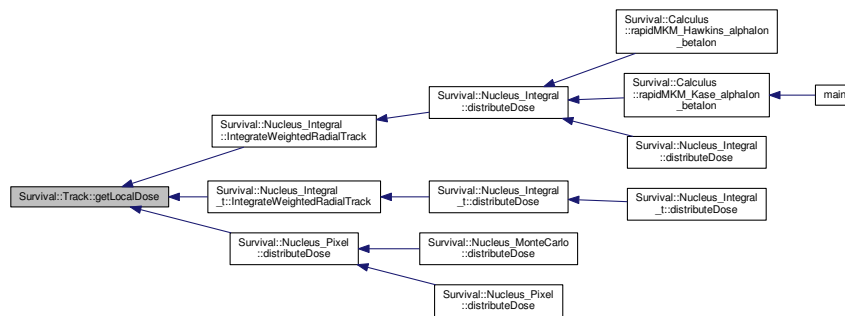 Survival::Calculus
::rapidMKM_Hawkins_alphaIon
_betaIon
Survival::Calculus
::rapidMKM_Kase_alphaIon
_betaIon
main
Survival::Nucleus_Integral
::distributeDose
Survival::Nucleus_Integral
::IntegrateWeightedRadialTrack
Survival::Nucleus_Integral
::distributeDose
Survival::Track::getLocalDose
Survival::Nucleus_Integral
_t::IntegrateWeightedRadialTrack
Survival::Nucleus_Integral
_t::distributeDose
Survival::Nucleus_Integral
_t::distributeDose
Survival::Nucleus_Pixel
::distributeDose
Survival::Nucleus_MonteCarlo
::distributeDose
Survival::Nucleus_Pixel
::distributeDose